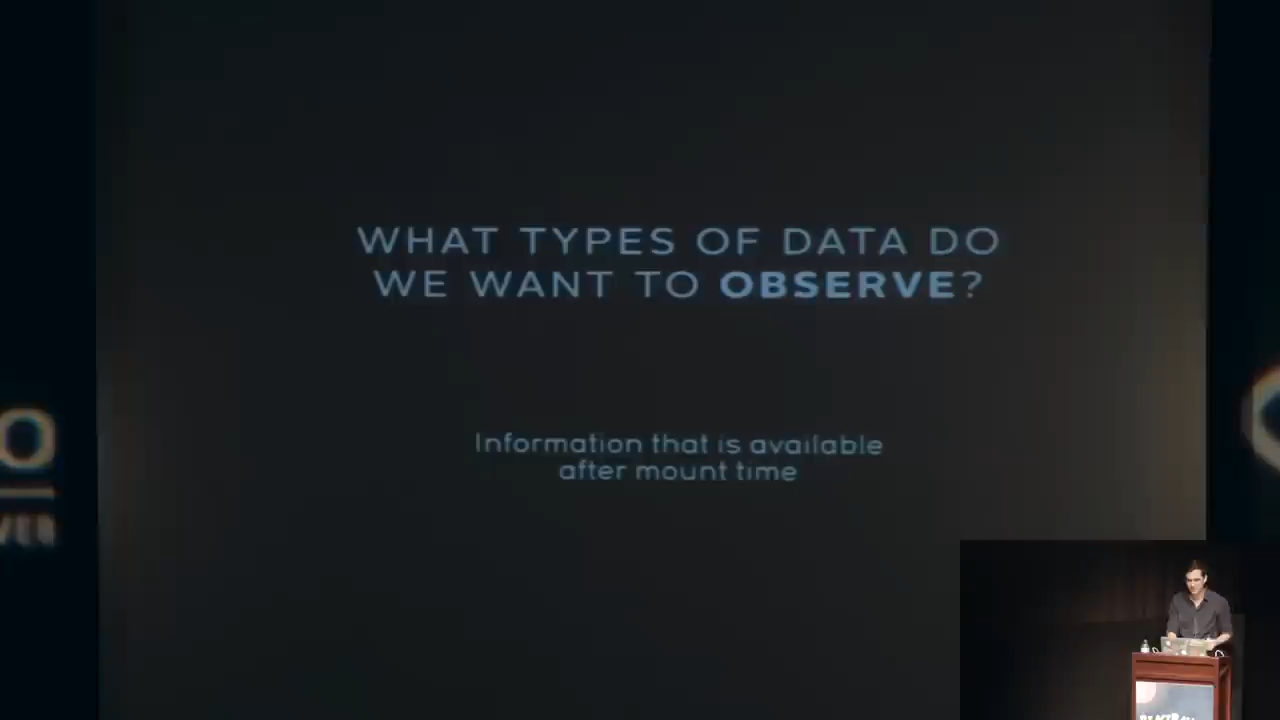 WHAT TYPES OF DATA DO
WE WANT TO OBSERVE?
Information that is available
after mount time